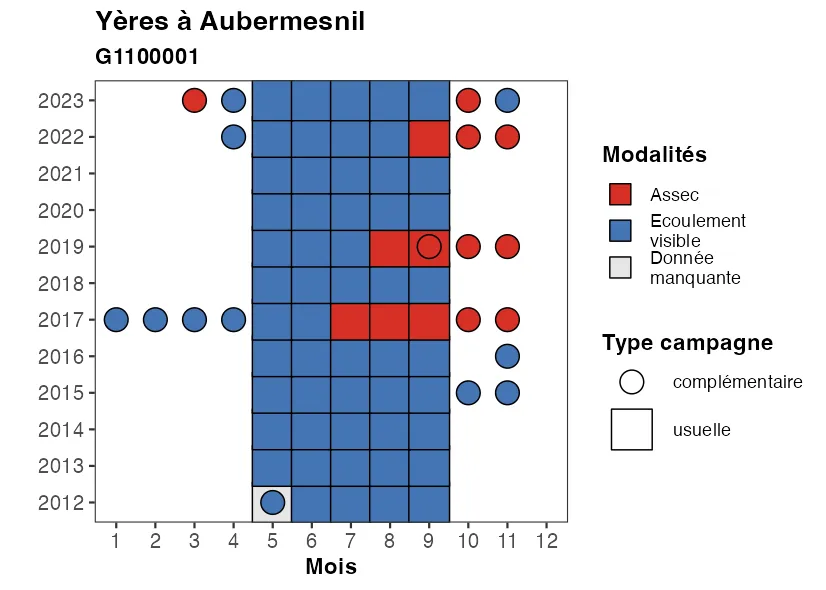 Yères à Aubermesnil
G1100001
2023
2022
2021
2020
2019
2018
2017
2016
2015
2014
2013
2012
1 2 3 4 5 6 7 8 9 10 11 12
Mois
Modalités
Assec
Ecoulement
visible
Donnée
manquante
Type campagne
complémentaire
usuelle